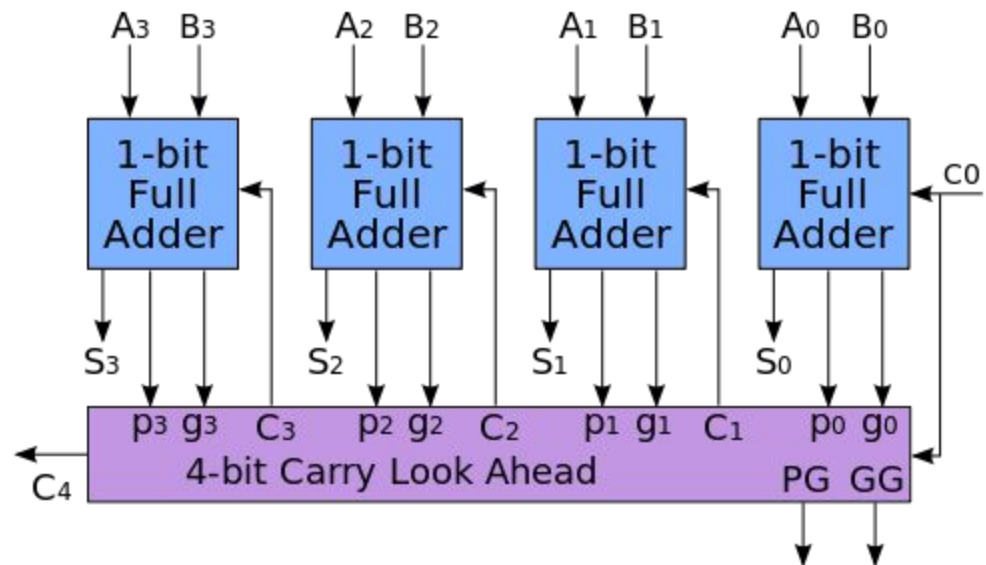 A3 B3 A2 B2 A1 B1 A0 B0
1-bit Full Adder 1-bit Full Adder 1-bit Full Adder 1-bit Full Adder
C0
S3 S2 S1 S0
p3 g3 C3 p2 g2 C2 p1 g1 C1 p0 g0
4-bit Carry Look Ahead PG GG
C4